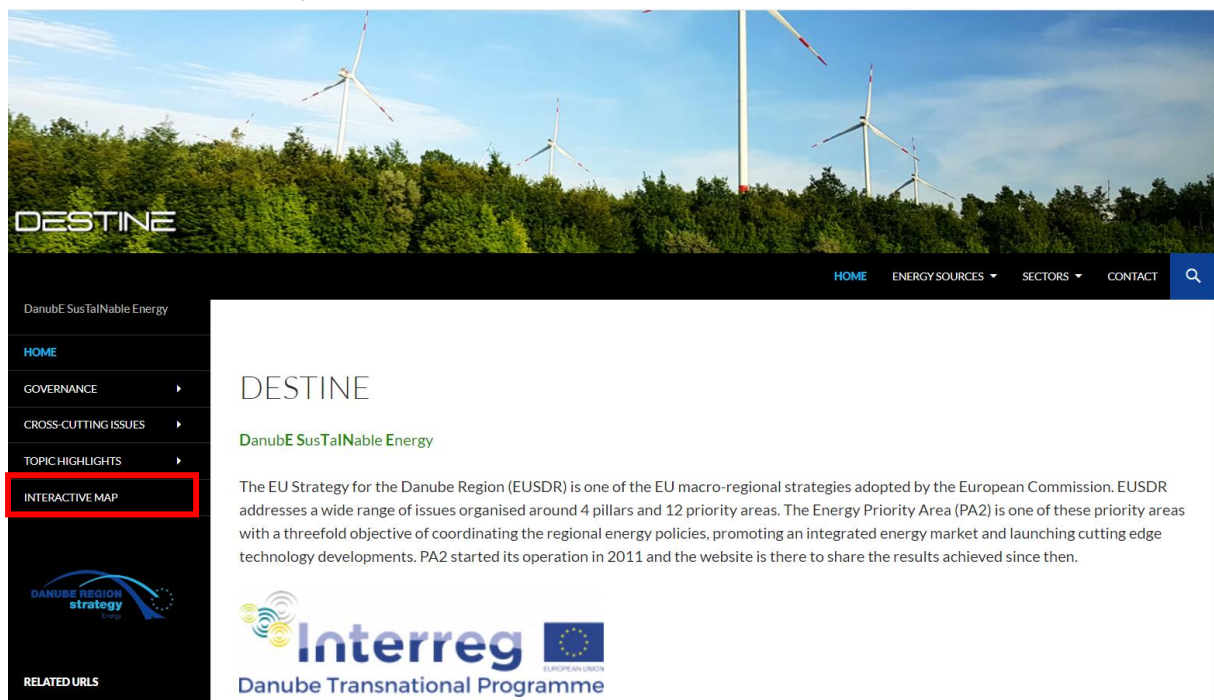 DESTINE
HOME ENERGY SOURCES SECTORS CONTACT
DanubE SusTaINable Energy
HOME
GOVERNANCE
CROSS-CUTTING ISSUES
TOPIC HIGHLIGHTS
INTERACTIVE MAP
DANUBE REGION
strategy
Energy
RELATED URLS
DESTINE
DanubE SusTaINable Energy
The EU Strategy for the Danube Region (EUSDR) is one of the EU macro-regional strategies adopted by the European Commission. EUSDR
addresses a wide range of issues organised around 4 pillars and 12 priority areas. The Energy Priority Area (PA2) is one of these priority areas
with a threefold objective of coordinating the regional energy policies, promoting an integrated energy market and launching cutting edge
technology developments. PA2 started its operation in 2011 and the website is there to share the results achieved since then.
Interreg
EUROPEAN UNION
Danube Transnational Programme